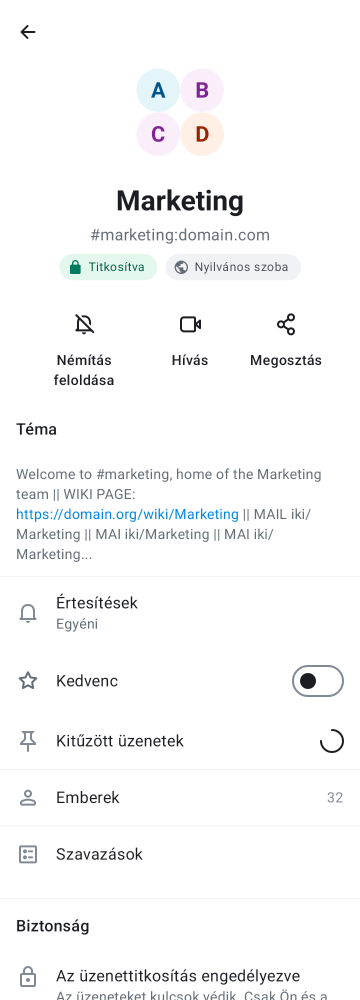 A B
C D
Marketing
#marketing:domain.com
Titkosítva Nyilvános szoba
Némítás feloldása Hívás Megosztás
Téma
Welcome to #marketing, home of the Marketing
team || WIKI PAGE:
https://domain.org/wiki/Marketing || MAIL iki/
Marketing || MAI iki/Marketing || MAI iki/
Marketing...
Értesítések
Egyéni
Kedvenc
Kitűzött üzenetek
Emberek 32
Szavazások
Biztonság
Az üzenettitkosítás engedélyezve
Az üzeneteket kulcsok védik. Csak Ön és a